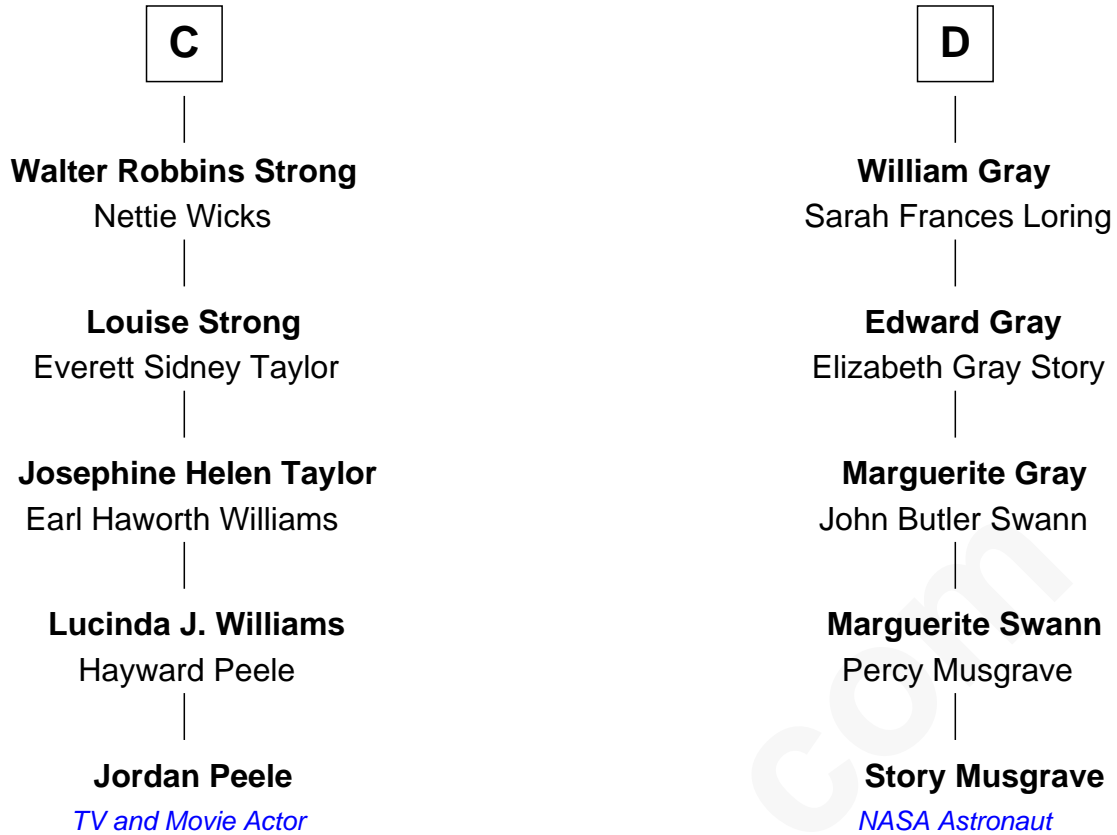 C
Walter Robbins Strong
Nettie Wicks
Louise Strong
Everett Sidney Taylor
Josephine Helen Taylor
Earl Haworth Williams
Lucinda J. Williams
Hayward Peele
Jordan Peele
TV and Movie Actor
D
William Gray
Sarah Frances Loring
Edward Gray
Elizabeth Gray Story
Marguerite Gray
John Butler Swann
Marguerite Swann
Percy Musgrave
Story Musgrave
NASA Astronaut
com